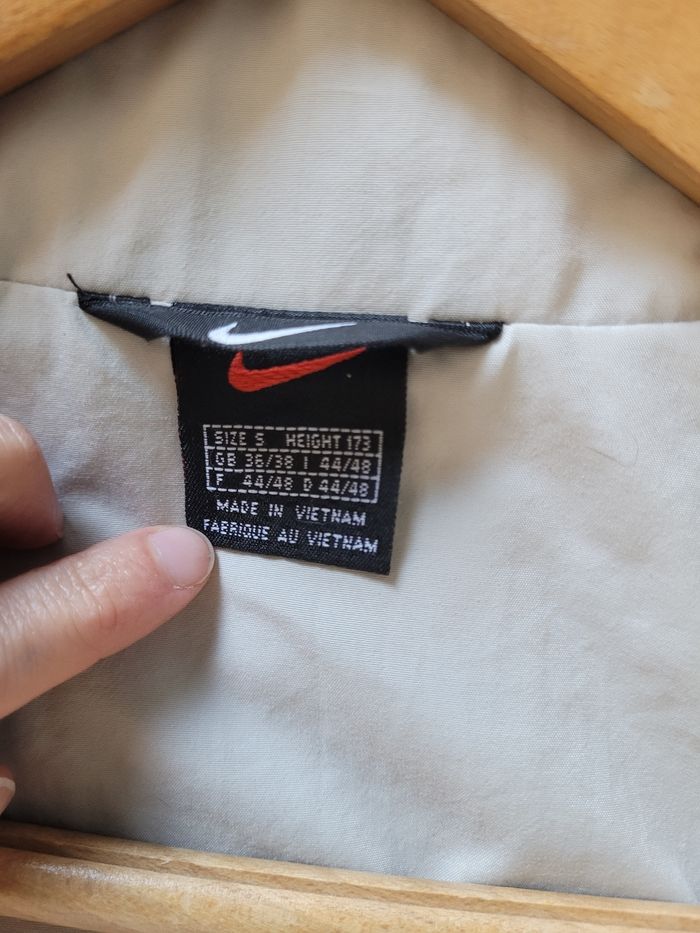 SIZE S HEIGHT 173
GB 36/38 I 44/48
F 44/48 D 44/48
MADE IN VIETNAM
FABRIQUE AU VIETNAM